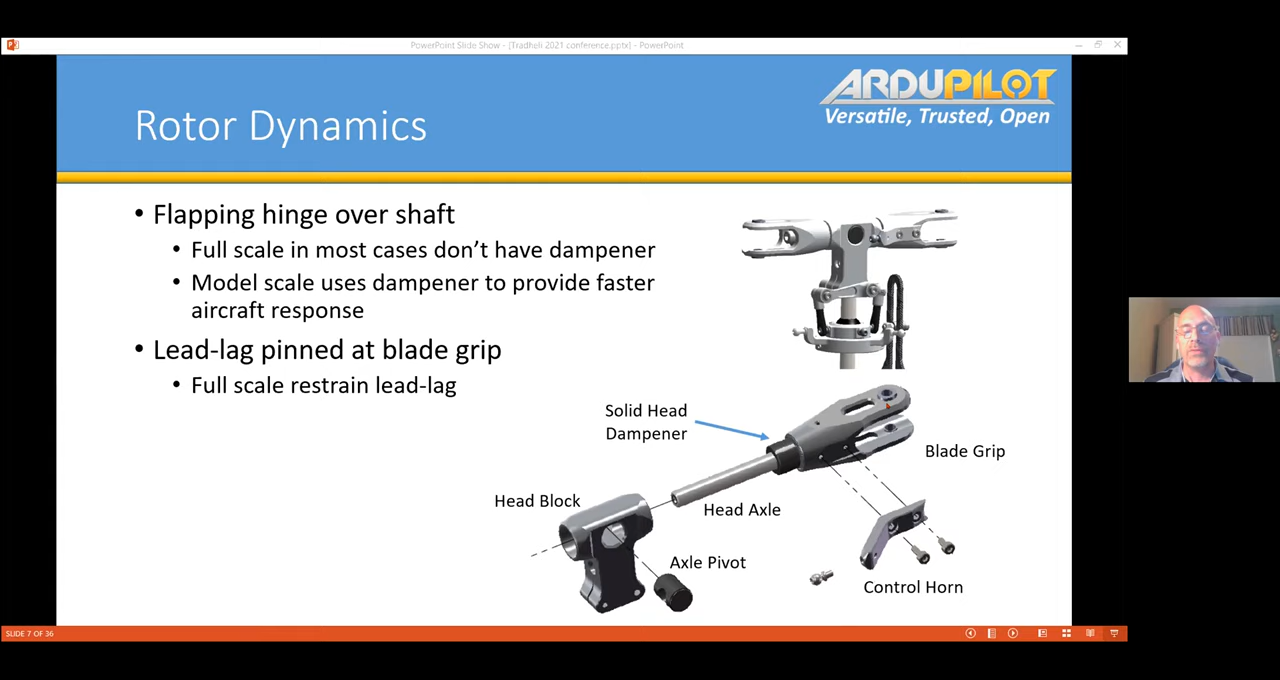 PowerPoint Slide Show - [Tradheli 2021 conference.pptx] - PowerPoint
ARDUPILOT
Versatile, Trusted, Open
Rotor Dynamics
• Flapping hinge over shaft
• Full scale in most cases don't have dampener
• Model scale uses dampener to provide faster
aircraft response
• Lead-lag pinned at blade grip
• Full scale restrain lead-lag
Solid Head
Dampener
Blade Grip
Head Block
Head Axle
Axle Pivot
Control Horn
SLIDE 7 OF 36